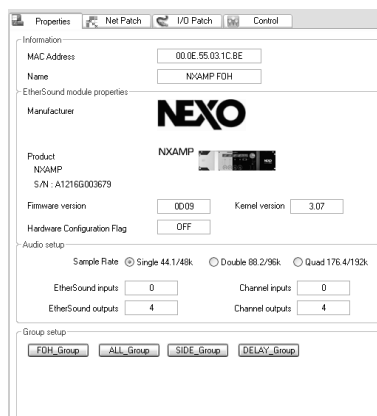 Properties Net Patch I/O Patch Control
Information
MAC Address 00.0E.55.03.1C.BE
Name NXAMP FOH
EtherSound module properties
Manufacturer NEXO
Product NXAMP
NXAMP
S/N : A1216G003679
Firmware version 0D09 Kernel version 3.07
Hardware Configuration Flag OFF
Audio setup
Sample Rate Single 44.1/48k Double 88.2/96k Quad 176.4/192k
EtherSound inputs 0 Channel inputs 0
EtherSound outputs 4 Channel outputs 4
Group setup
FOH_Group ALL_Group SIDE_Group DELAY_Group